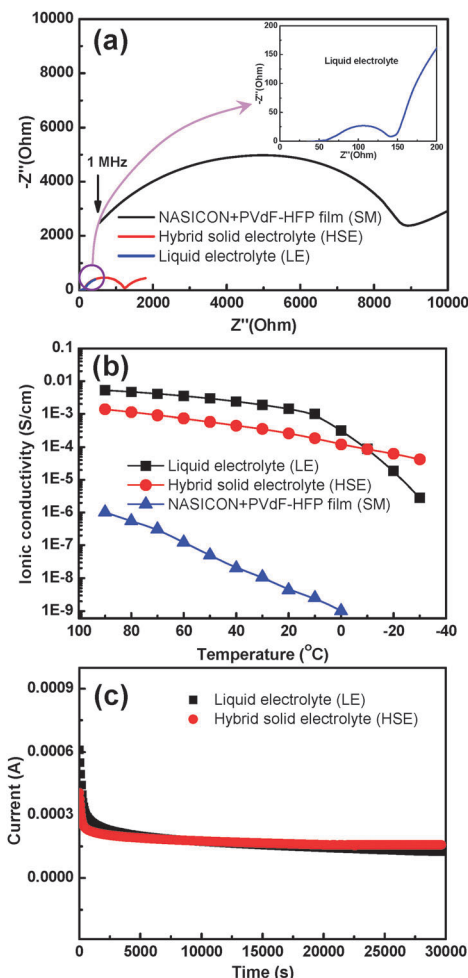 (a)
10000
8000
6000
4000
2000
0
-Z''(Ohm)
200
150
100
50
0
-Z''(Ohm)
Liquid electrolyte
0 50 100 150 200
Z''(Ohm)
1 MHz
NASICON+PVdF-HFP film (SM)
Hybrid solid electrolyte (HSE)
Liquid electrolyte (LE)
0 2000 4000 6000 8000 10000
Z''(Ohm)
(b)
0.1
0.01
1E-3
1E-4
1E-5
1E-6
1E-7
1E-8
1E-9
Ionic conductivity (S/cm)
Liquid electrolyte (LE)
Hybrid solid electrolyte (HSE)
NASICON+PVdF-HFP film (SM)
100 80 60 40 20 0 -20 -40
Temperature (°C)
(c)
0.0009
0.0006
0.0003
0.0000
Current (A)
Liquid electrolyte (LE)
Hybrid solid electrolyte (HSE)
0 5000 10000 15000 20000 25000 30000
Time (s)